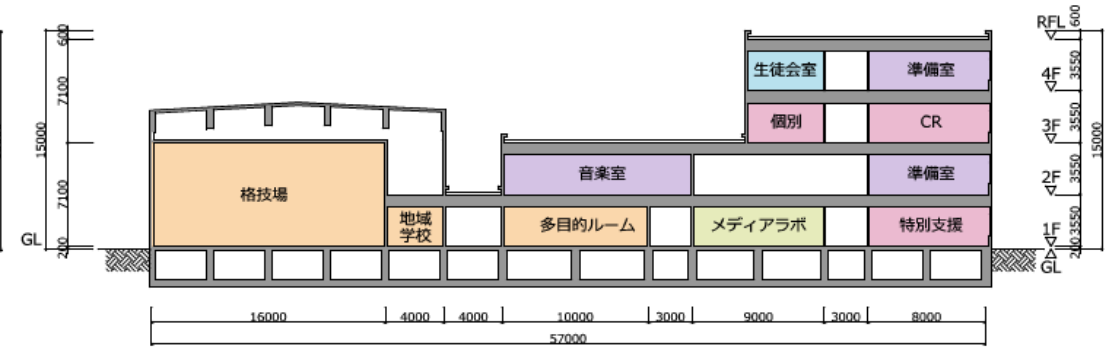 600
7100
15000
7100
200
GL
RFL
600
4F
3550
3F
3550
15000
2F
3550
1F
3550
200
GL
生徒会室
準備室
個別
CR
音楽室
準備室
格技場
地域
学校
多目的ルーム
メディアラボ
特別支援
16000
4000
4000
10000
3000
9000
3000
8000
57000